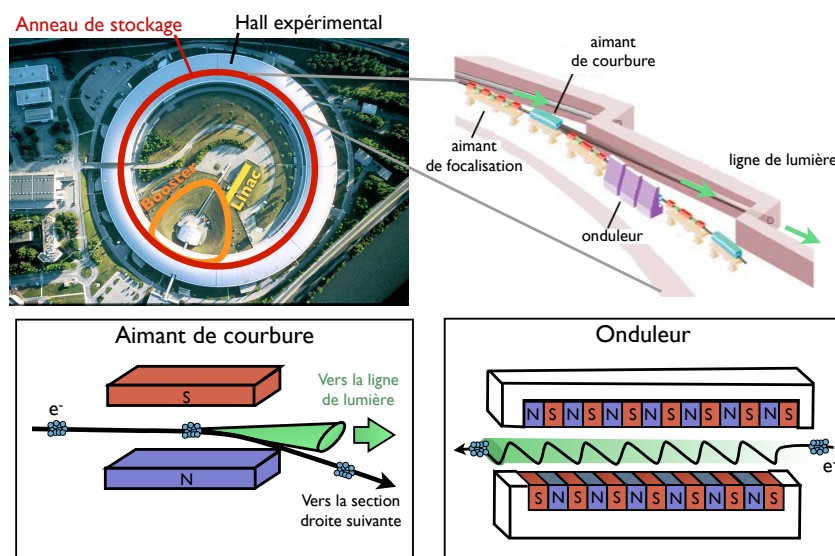 Anneau de stockage
Hall expérimental
Booster
Linac
aimant
de courbure
aimant
de focalisation
ligne de lumière
onduleur
Aimant de courbure
S
e-
Vers la ligne
de lumière
N
Vers la section
droite suivante
Onduleur
N S N S N S N S N S N S
e-
S N S N S N S N S N S